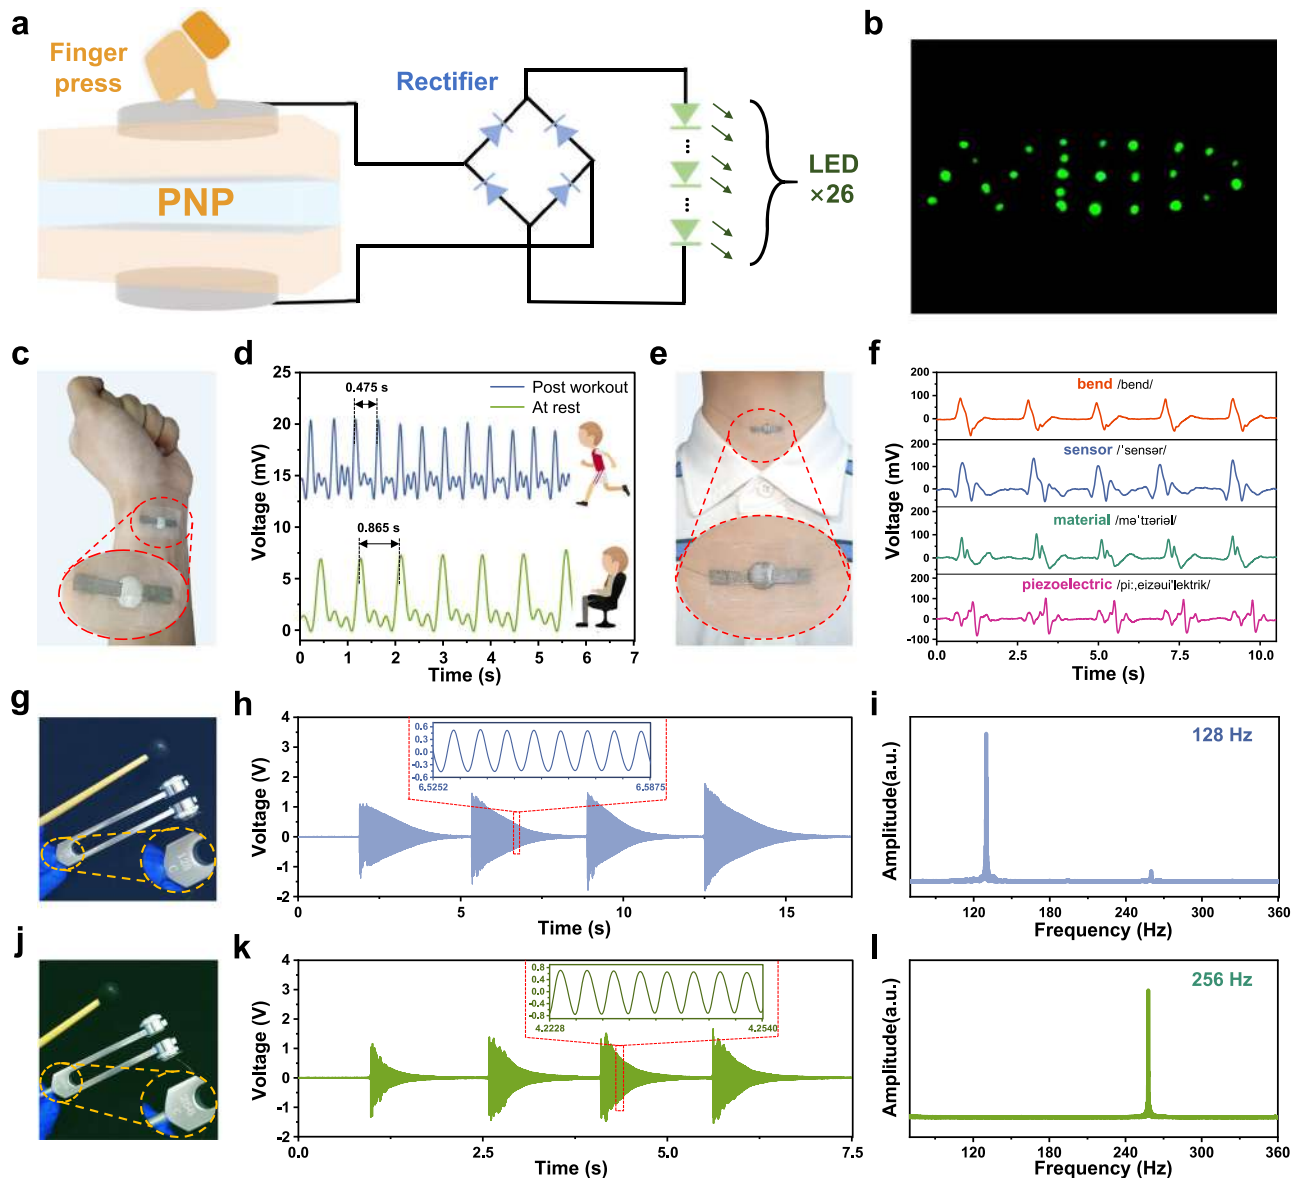 a
Finger
press
Rectifier
PNP
LED
×26
b
c
d
Voltage (mV)
25
20
15
10
5
0
0.475 s
Post workout
At rest
0.865 s
0 1 2 3 4 5 6 7
Time (s)
e
f
Voltage (mV)
200
100
0
200
100
0
200
100
0
200
100
0
-100
bend /bend/
sensor /'sensər/
material /mə'tɪəriəl/
piezoelectric /pi:,eizəui'lektrik/
0.0 2.5 5.0 7.5 10.0
Time (s)
g
h
Voltage (V)
4
3
2
1
0
-1
-2
0.6
0.3
0.0
-0.3
-0.6
6.5252 6.5875
0 5 10 15
Time (s)
i
128 Hz
Amplitude(a.u.)
120 180 240 300 360
Frequency (Hz)
j
k
Voltage (V)
4
3
2
1
0
-1
-2
0.8
0.4
0.0
-0.4
-0.8
4.2228 4.2540
0.0 2.5 5.0 7.5
Time (s)
l
256 Hz
Amplitude(a.u.)
120 180 240 300 360
Frequency (Hz)